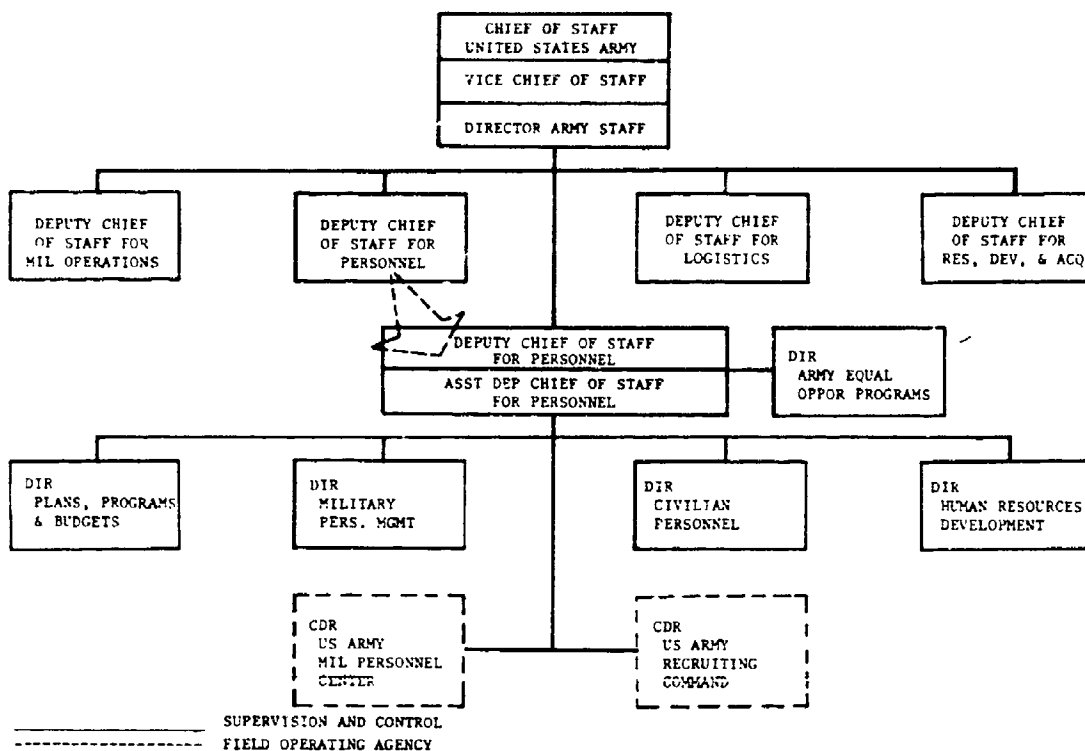 CHIEF OF STAFF
UNITED STATES ARMY
VICE CHIEF OF STAFF
DIRECTOR ARMY STAFF
DEPUTY CHIEF
OF STAFF FOR
MIL OPERATIONS
DEPUTY CHIEF
OF STAFF FOR
PERSONNEL
DEPUTY CHIEF
OF STAFF FOR
LOGISTICS
DEPUTY CHIEF
OF STAFF FOR
RES, DEV, & ACQ
DEPUTY CHIEF OF STAFF
FOR PERSONNEL
ASST DEP CHIEF OF STAFF
FOR PERSONNEL
DIR
ARMY EQUAL
OPPOR PROGRAMS
DIR
PLANS, PROGRAMS
& BUDGETS
DIR
MILITARY
PERS. MGMT
DIR
CIVILIAN
PERSONNEL
DIR
HUMAN RESOURCES
DEVELOPMENT
CDR
US ARMY
MIL PERSONNEL
CENTER
CDR
US ARMY
RECRUITING
COMMAND
SUPERVISION AND CONTROL
FIELD OPERATING AGENCY